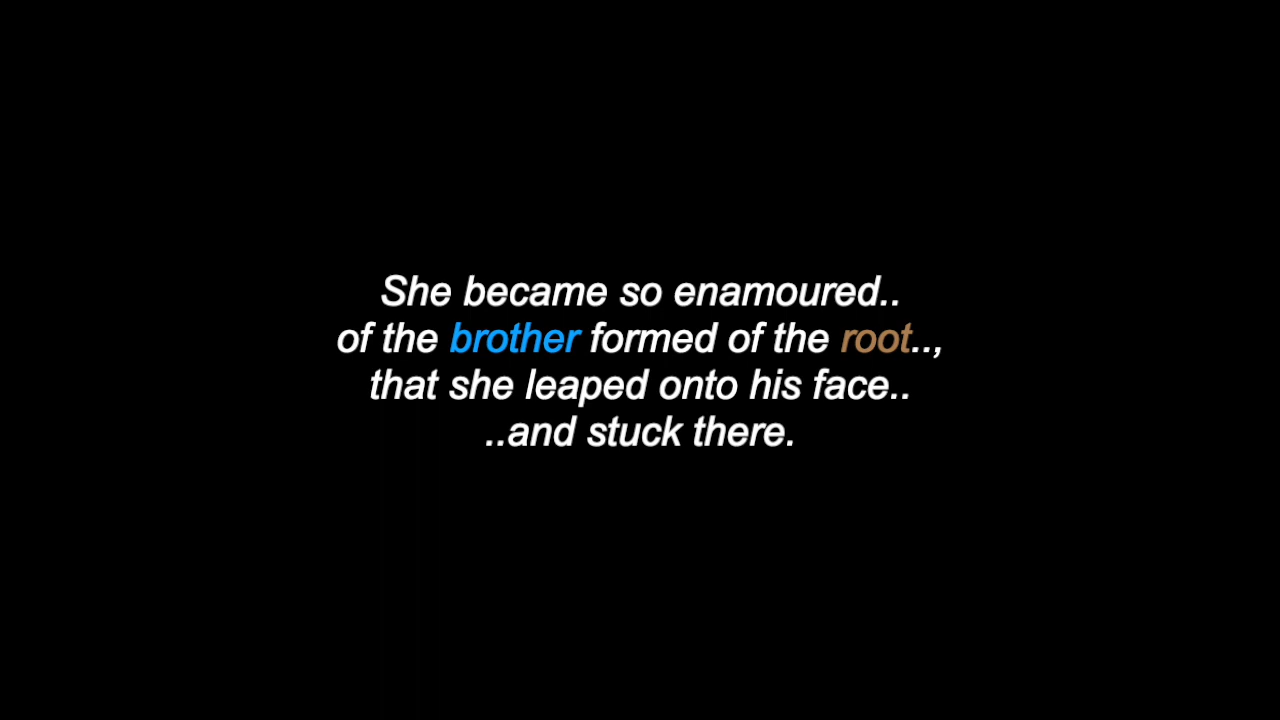 She became so enamoured..
of the brother formed of the root..,
that she leaped onto his face..
..and stuck there.